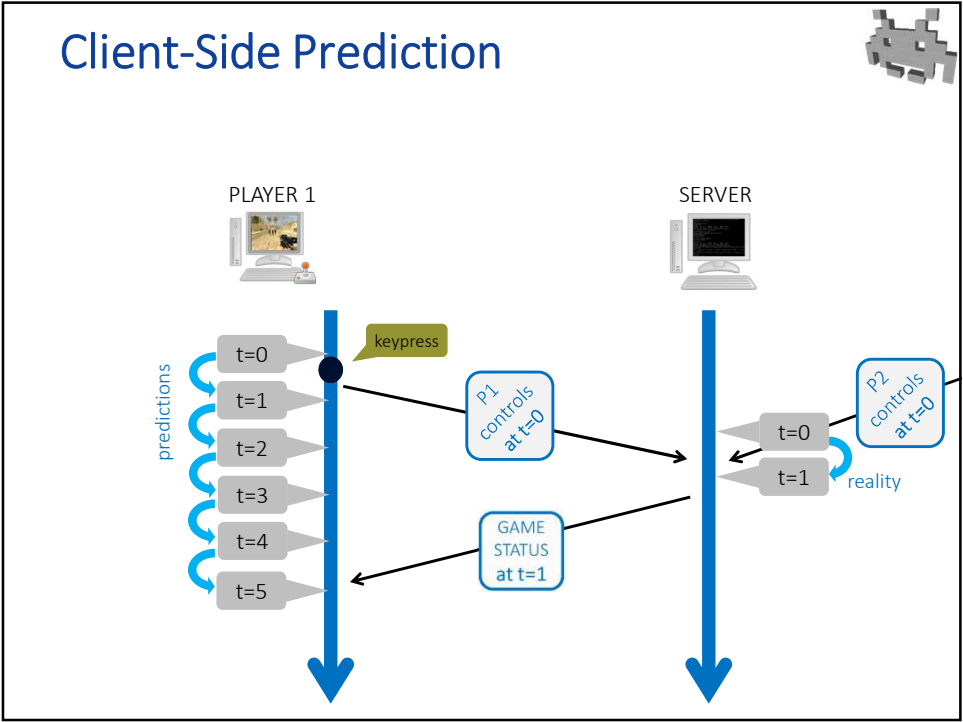 Client-Side Prediction
PLAYER 1
SERVER
keypress
predictions
t=0
t=1
t=2
t=3
t=4
t=5
P1
controls
at t=0
P2
controls
at t=0
t=0
t=1
reality
GAME
STATUS
at t=1